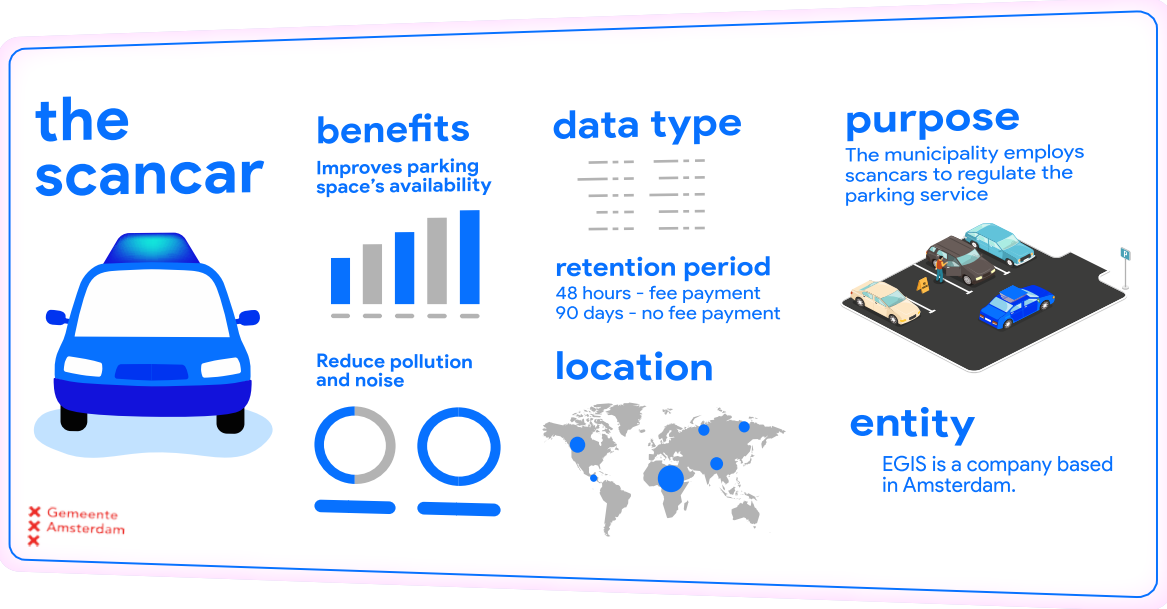 the
scancar
benefits
Improves parking
space's availability
Reduce pollution
and noise
data type
retention period
48 hours - fee payment
90 days - no fee payment
location
purpose
The municipality employs
scancars to regulate the
parking service
P
entity
EGIS is a company based
in Amsterdam.
Gemeente
Amsterdam